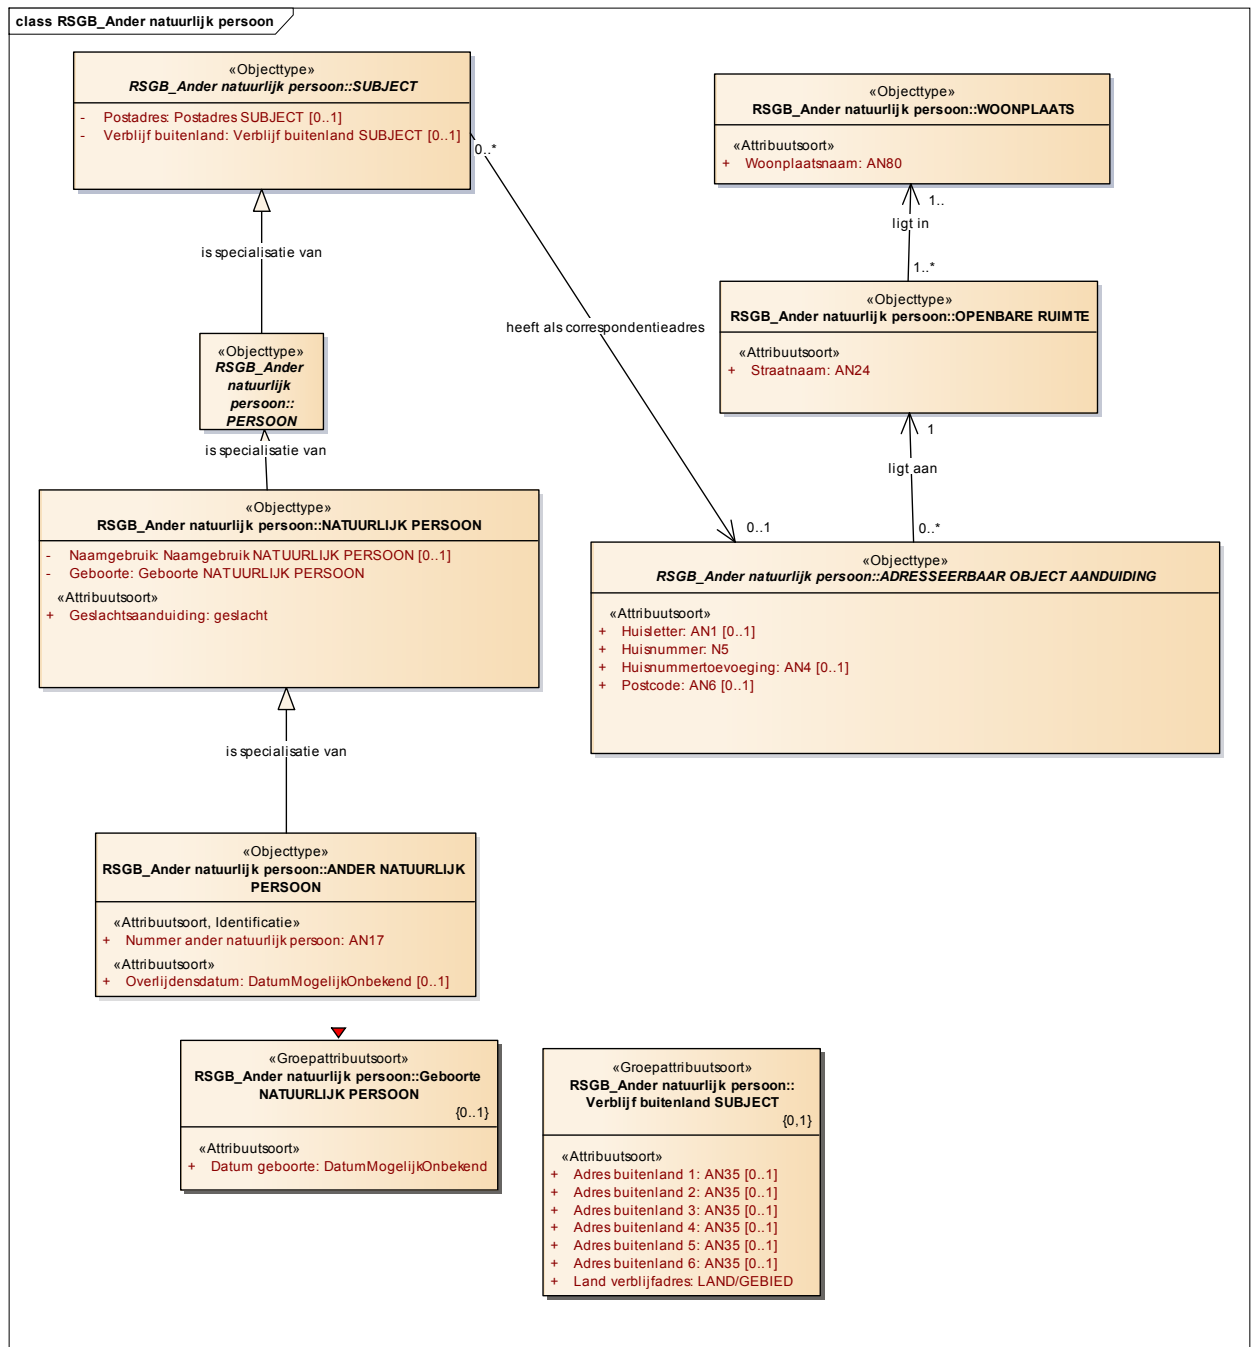 class RSGB_Ander natuurlijk persoon
«Objecttype»
RSGB_Ander natuurlijk persoon::SUBJECT
- Postadres: Postadres SUBJECT [0..1]
- Verblijf buitenland: Verblijf buitenland SUBJECT [0..1]
0..*
«Objecttype»
RSGB_Ander natuurlijk persoon::WOONPLAATS
«Attribuutsoort»
+ Woonplaatsnaam: AN80
1..
ligt in
1..*
is specialisatie van
«Objecttype»
RSGB_Ander natuurlijk persoon::OPENBARE RUIMTE
«Attribuutsoort»
+ Straatnaam: AN24
heeft als correspondentieadres
«Objecttype»
RSGB_Ander
natuurlijk
persoon::
PERSOON
1
is specialisatie van
ligt aan
0..1
0..*
«Objecttype»
RSGB_Ander natuurlijk persoon::NATUURLIJK PERSOON
- Naamgebruik: Naamgebruik NATUURLIJK PERSOON [0..1]
- Geboorte: Geboorte NATUURLIJK PERSOON
«Attribuutsoort»
+ Geslachtsaanduiding: geslacht
«Objecttype»
RSGB_Ander natuurlijk persoon::ADRESSEERBAAR OBJECT AANDUIDING
«Attribuutsoort»
+ Huisletter: AN1 [0..1]
+ Huisnummer: N5
+ Huisnummertoevoeging: AN4 [0..1]
+ Postcode: AN6 [0..1]
is specialisatie van
«Objecttype»
RSGB_Ander natuurlijk persoon::ANDER NATUURLIJK
PERSOON
«Attribuutsoort, Identificatie»
+ Nummer ander natuurlijk persoon: AN17
«Attribuutsoort»
+ Overlijdensdatum: DatumMogelijkOnbekend [0..1]
«Groepattribuutsoort»
RSGB_Ander natuurlijk persoon::Geboorte
NATUURLIJK PERSOON
{0..1}
«Attribuutsoort»
+ Datum geboorte: DatumMogelijkOnbekend
«Groepattribuutsoort»
RSGB_Ander natuurlijk persoon::
Verblijf buitenland SUBJECT
{0,1}
«Attribuutsoort»
+ Adres buitenland 1: AN35 [0..1]
+ Adres buitenland 2: AN35 [0..1]
+ Adres buitenland 3: AN35 [0..1]
+ Adres buitenland 4: AN35 [0..1]
+ Adres buitenland 5: AN35 [0..1]
+ Adres buitenland 6: AN35 [0..1]
+ Land verblijfadres: LAND/GEBIED